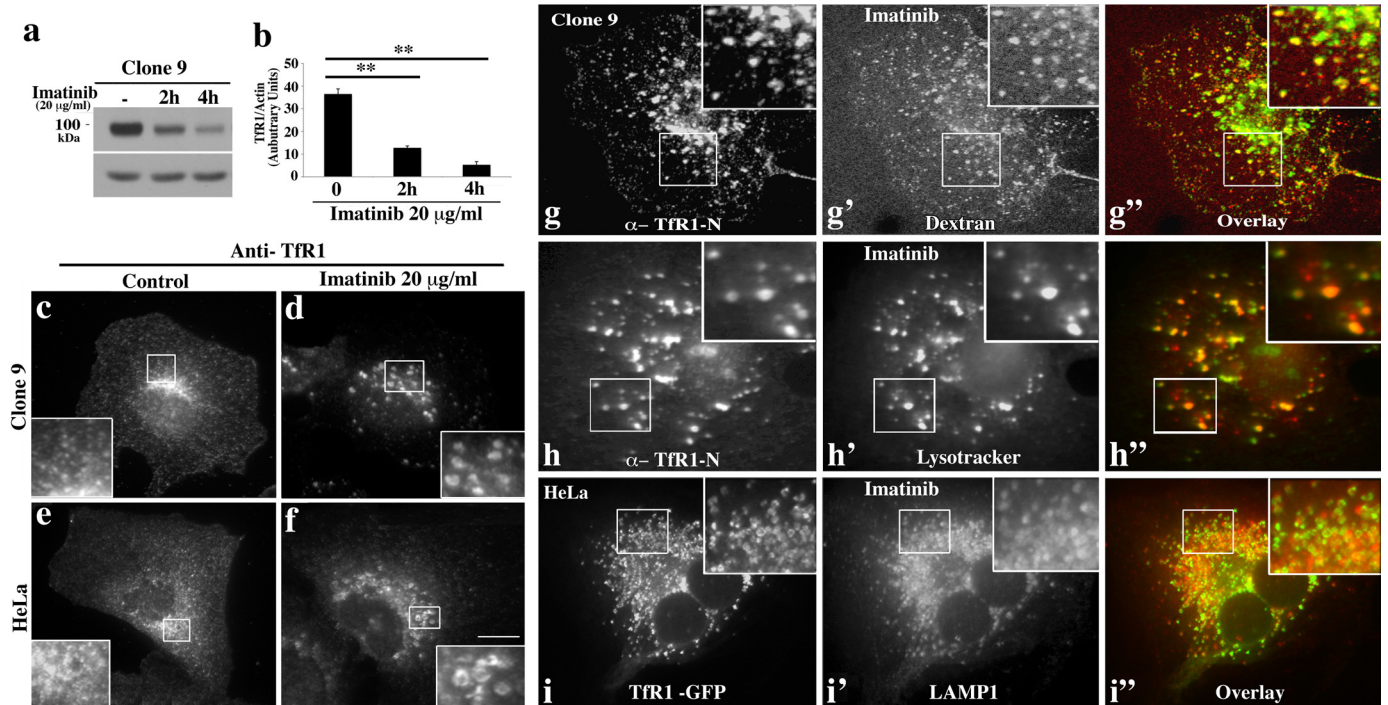 a
Clone 9
Imatinib
(20 μg/ml)
- 2h 4h
100 -
kDa
b
**
**
TfR1/Actin
(Aubutrary Units)
50
40
30
20
10
0
0 2h 4h
Imatinib 20 μg/ml
Anti- TfR1
Control Imatinib 20 μg/ml
Clone 9
c
d
HeLa
e
f
Clone 9
g
α– TfR1-N
Imatinib
g'
Dextran
g''
Overlay
h
α– TfR1-N
Imatinib
h'
Lysotracker
h''
HeLa
i
TfR1 -GFP
Imatinib
i'
LAMP1
i''
Overlay